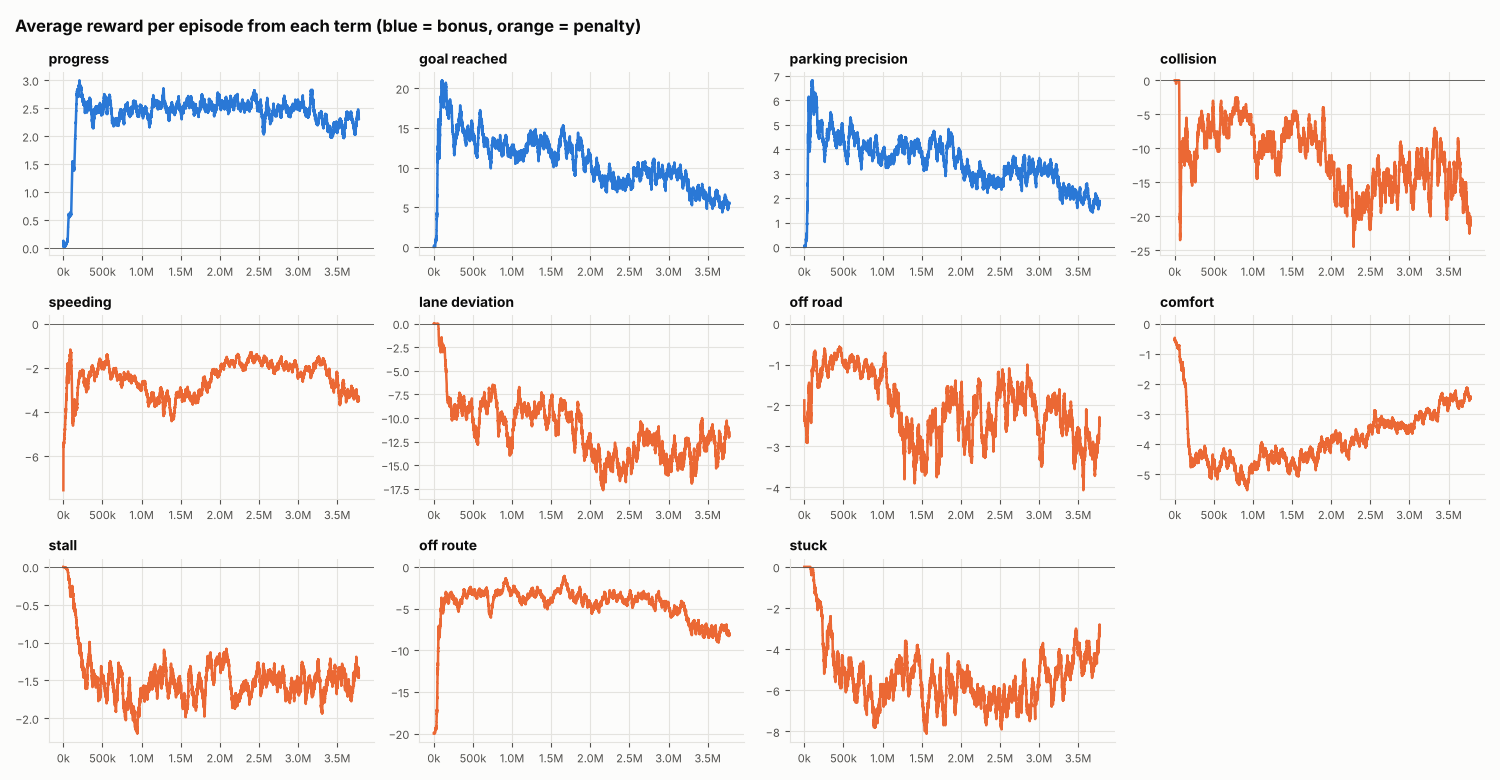 Average reward per episode from each term (blue = bonus, orange = penalty)
progress
3.0
2.5
2.0
1.5
1.0
0.5
0.0
0k 500k 1.0M 1.5M 2.0M 2.5M 3.0M 3.5M
goal reached
20
15
10
5
0
0k 500k 1.0M 1.5M 2.0M 2.5M 3.0M 3.5M
parking precision
7
6
5
4
3
2
1
0
0k 500k 1.0M 1.5M 2.0M 2.5M 3.0M 3.5M
collision
0
−5
−10
−15
−20
−25
0k 500k 1.0M 1.5M 2.0M 2.5M 3.0M 3.5M
speeding
0
−2
−4
−6
0k 500k 1.0M 1.5M 2.0M 2.5M 3.0M 3.5M
lane deviation
0.0
−2.5
−5.0
−7.5
−10.0
−12.5
−15.0
−17.5
0k 500k 1.0M 1.5M 2.0M 2.5M 3.0M 3.5M
off road
0
−1
−2
−3
−4
0k 500k 1.0M 1.5M 2.0M 2.5M 3.0M 3.5M
comfort
0
−1
−2
−3
−4
−5
0k 500k 1.0M 1.5M 2.0M 2.5M 3.0M 3.5M
stall
0.0
−0.5
−1.0
−1.5
−2.0
0k 500k 1.0M 1.5M 2.0M 2.5M 3.0M 3.5M
off route
0
−5
−10
−15
−20
0k 500k 1.0M 1.5M 2.0M 2.5M 3.0M 3.5M
stuck
0
−2
−4
−6
−8
0k 500k 1.0M 1.5M 2.0M 2.5M 3.0M 3.5M